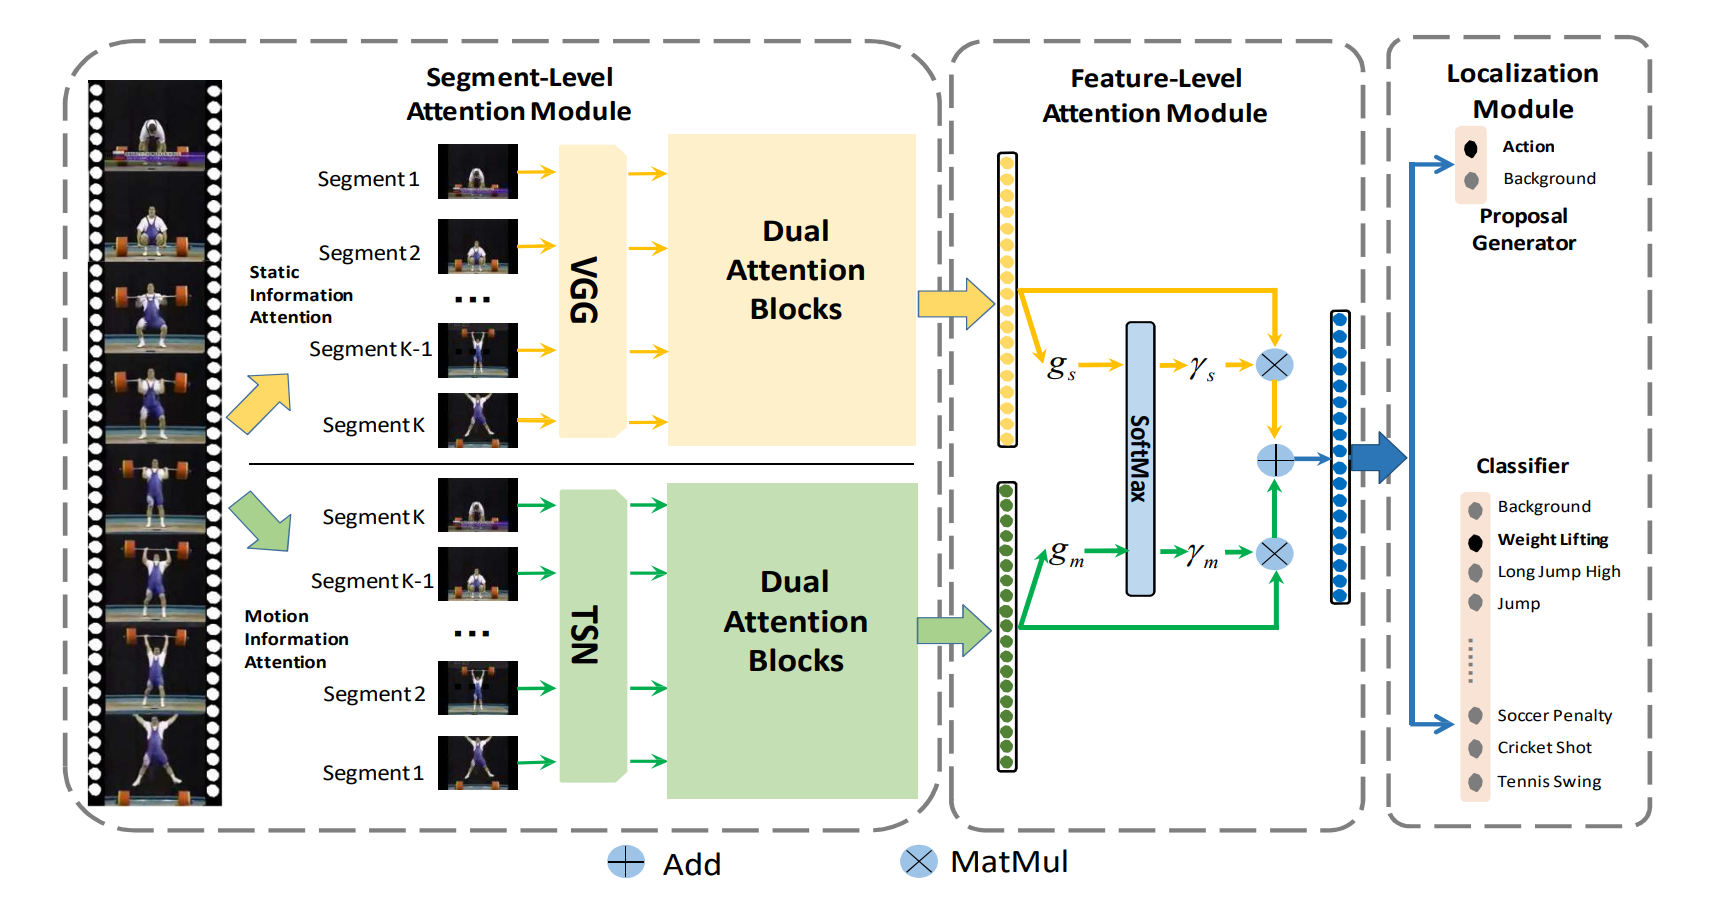 Segment-Level
Attention Module
Static
Information
Attention
Segment 1
Segment 2
...
Segment K-1
Segment K
VGG
Dual
Attention
Blocks
Motion
Information
Attention
Segment K
Segment K-1
...
Segment 2
Segment 1
TSN
Dual
Attention
Blocks
Feature-Level
Attention Module
g_s
SoftMax
γ_s
g_m
γ_m
Localization
Module
Action
Background
Proposal
Generator
Classifier
Background
Weight Lifting
Long Jump High
Jump
......
Soccer Penalty
Cricket Shot
Tennis Swing
Add
MatMul